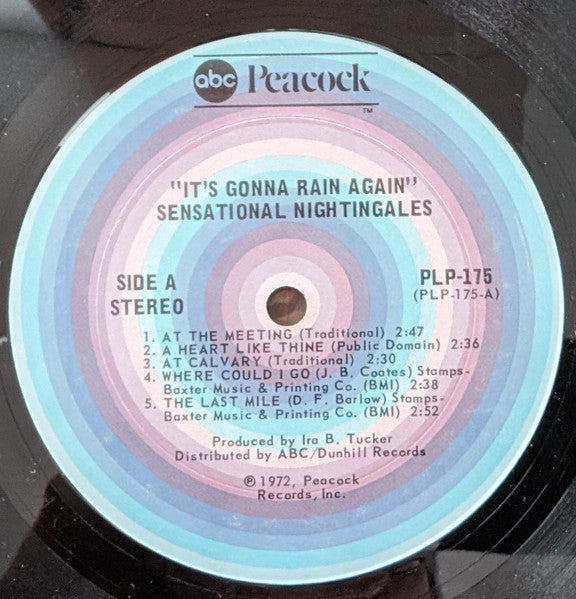 abc Peacock
TM
"IT'S GONNA RAIN AGAIN"
SENSATIONAL NIGHTINGALES
SIDE A
STEREO
PLP-175
(PLP-175-A)
1. AT THE MEETING (Traditional) 2:47
2. A HEART LIKE THINE (Public Domain) 2:36
3. AT CALVARY (Traditional) 2:30
4. WHERE COULD I GO (J. B. Coates) Stamps-
Baxter Music & Printing Co. (BMI) 2:38
5. THE LAST MILE (D. F. Barlow) Stamps-
Baxter Music & Printing Co. (BMI) 2:52
Produced by Ira B. Tucker
Distributed by ABC/Dunhill Records
℗ 1972, Peacock
Records, Inc.